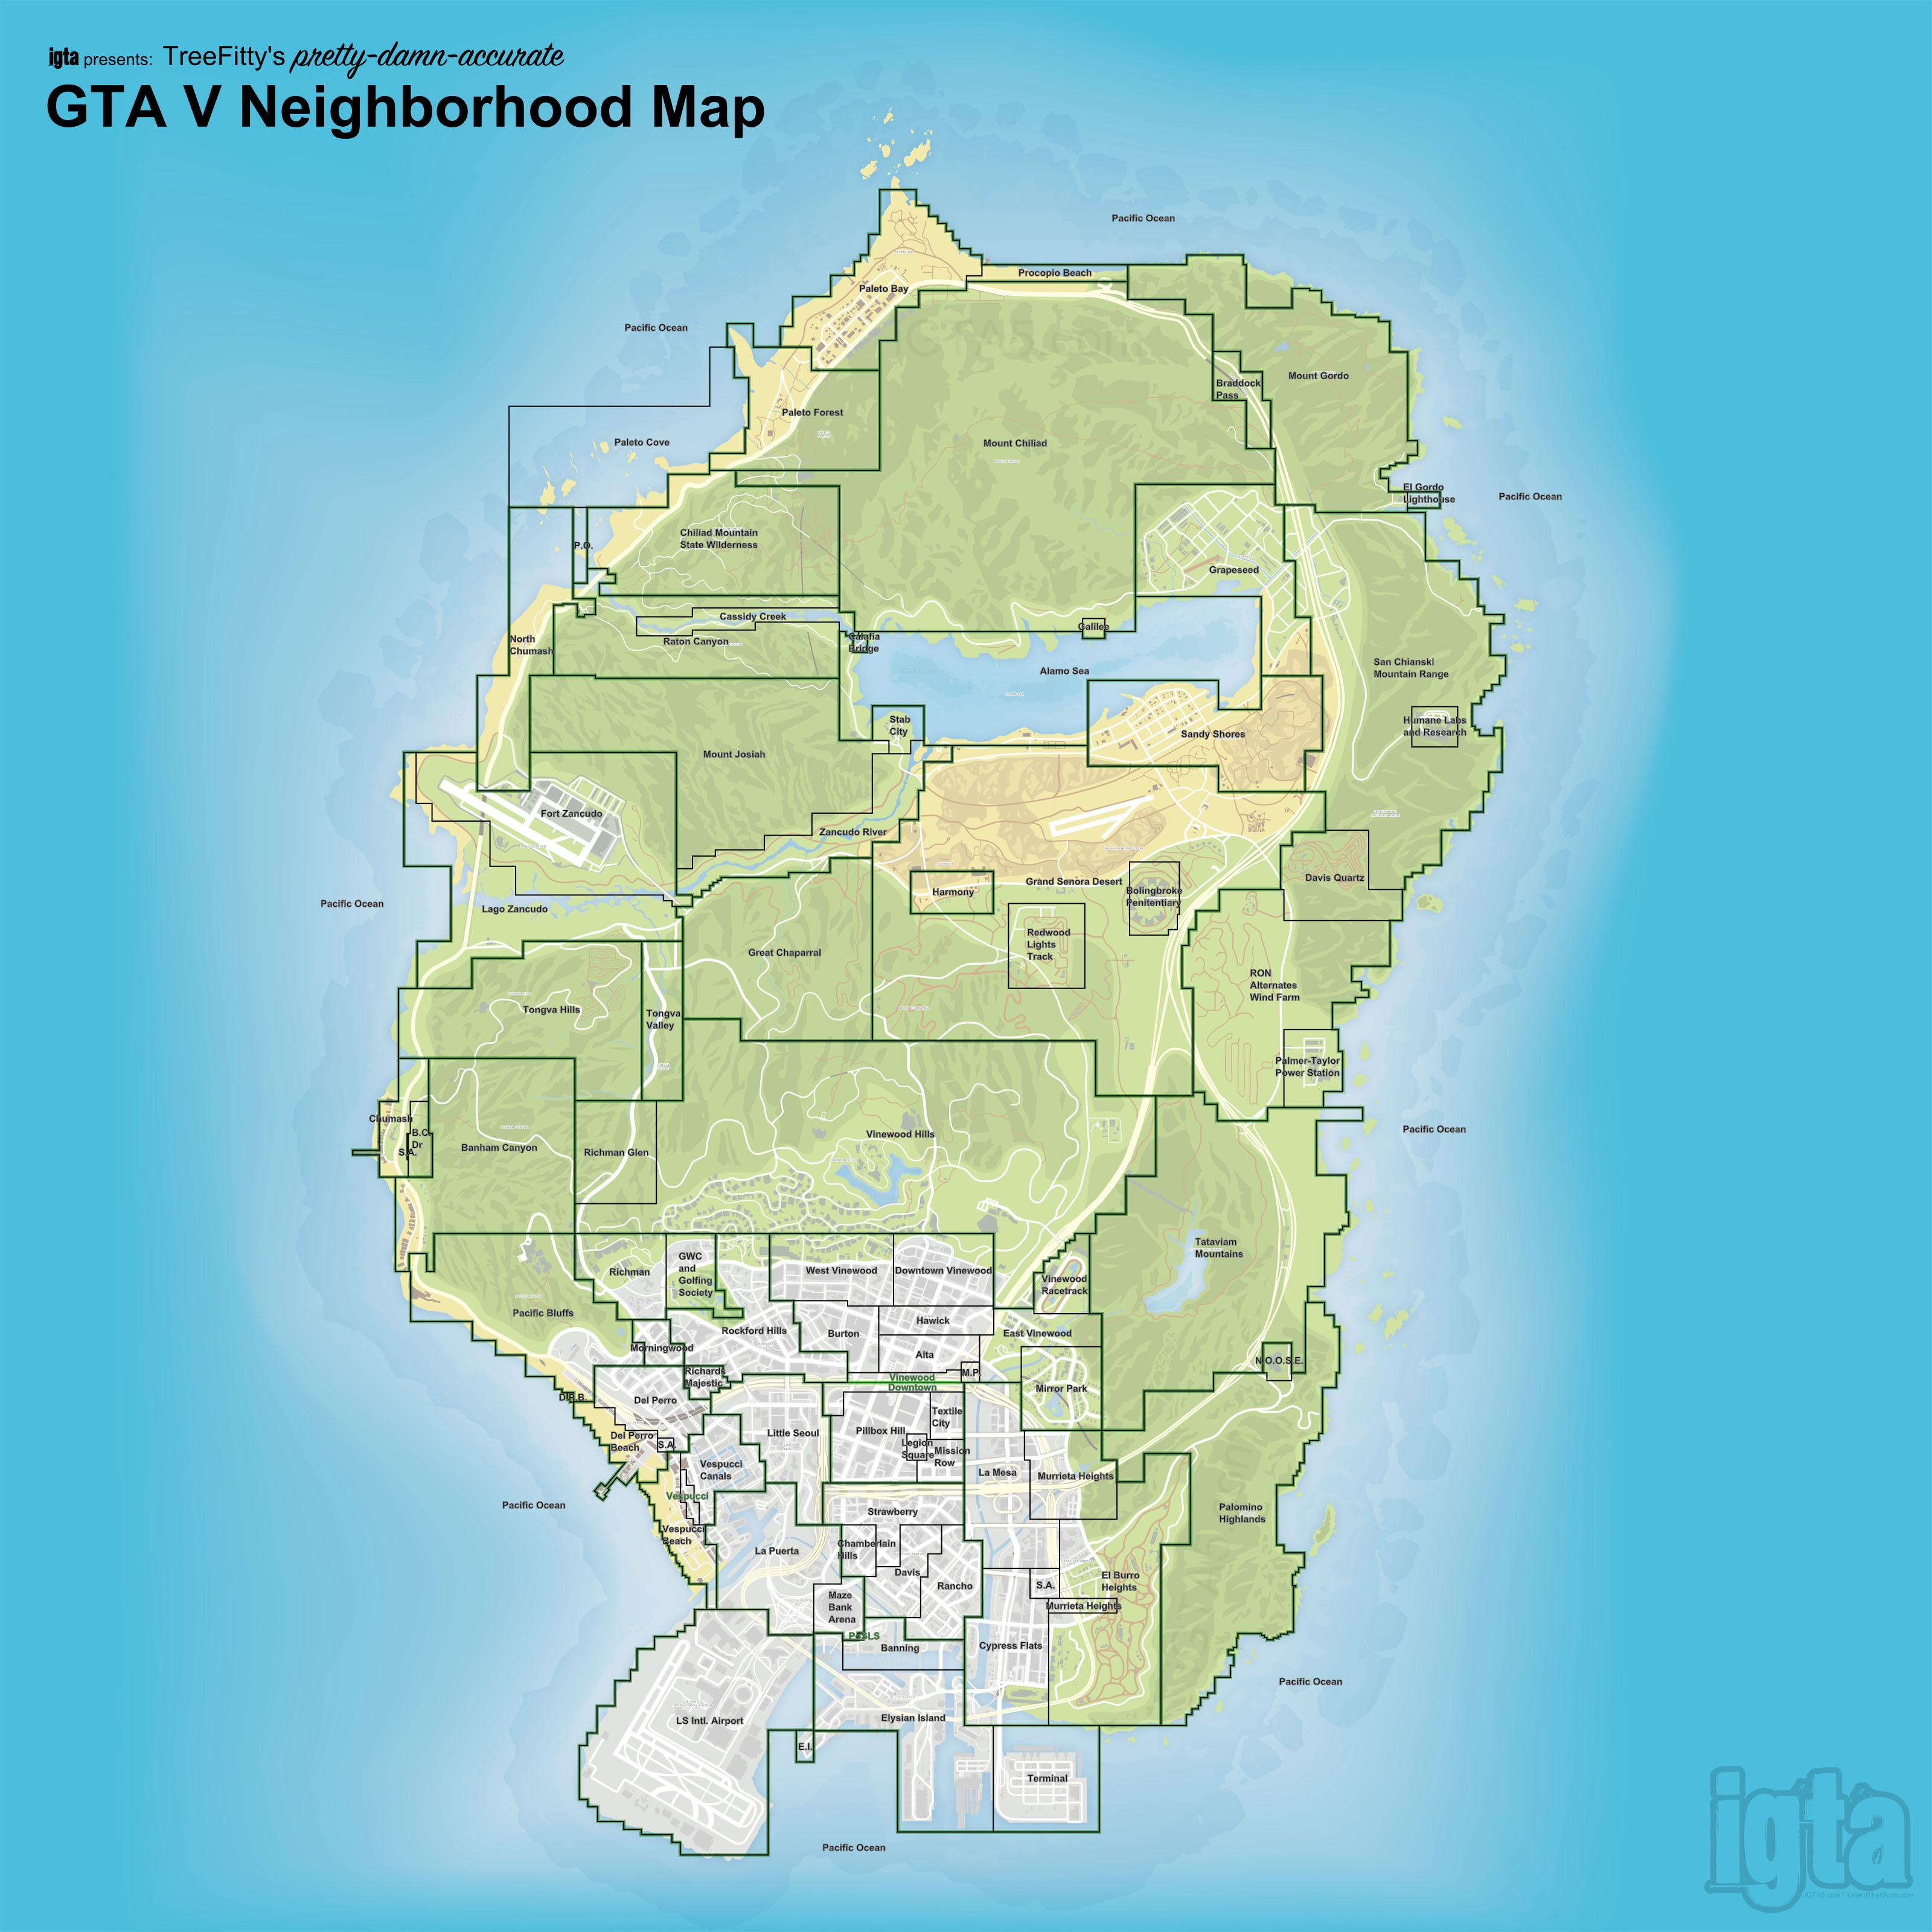 igta presents: TreeFitty's pretty-damn-accurate
GTA V Neighborhood Map
Pacific Ocean
Procopio Beach
Paleto Bay
Pacific Ocean
Mount Gordo
Braddock
Pass
Paleto Forest
Paleto Cove
Mount Chiliad
El Gordo
Lighthouse
Pacific Ocean
Chiliad Mountain
State Wilderness
P.O.
Grapeseed
Cassidy Creek
Raton Canyon
Galilee
Calafia
Bridge
North
Chumash
Alamo Sea
San Chianski
Mountain Range
Stab
City
Sandy Shores
Humane Labs
and Research
Mount Josiah
Fort Zancudo
Zancudo River
Davis Quartz
Grand Senora Desert
Harmony
Bolingbroke
Penitentiary
Pacific Ocean
Lago Zancudo
Redwood
Lights
Track
Great Chaparral
RON
Alternates
Wind Farm
Tongva Hills
Tongva
Valley
Palmer-Taylor
Power Station
Chumash
B.C.
Dr
S.A.
Banham Canyon
Richman Glen
Vinewood Hills
Pacific Ocean
Tataviam
Mountains
Richman
GWC
and
Golfing
Society
West Vinewood
Downtown Vinewood
Vinewood
Racetrack
Pacific Bluffs
Rockford Hills
Burton
Hawick
East Vinewood
Morningwood
Alta
N.O.O.S.E.
Richards
Majestic
M.P.
Vinewood
Downtown
Mirror Park
D.P.B.
Del Perro
Textile
City
Pillbox Hill
Little Seoul
Del Perro
Beach
S.A.
Legion
Square
Mission
Row
Vespucci
Canals
La Mesa
Murrieta Heights
Vespucci
Pacific Ocean
Strawberry
Palomino
Highlands
Vespucci
Beach
La Puerta
Chamberlain
Hills
Davis
Rancho
S.A.
El Burro
Heights
Maze
Bank
Arena
Murrieta Heights
Banning
Cypress Flats
Pacific Ocean
LS Intl. Airport
Elysian Island
E.I.
Terminal
Pacific Ocean
igta